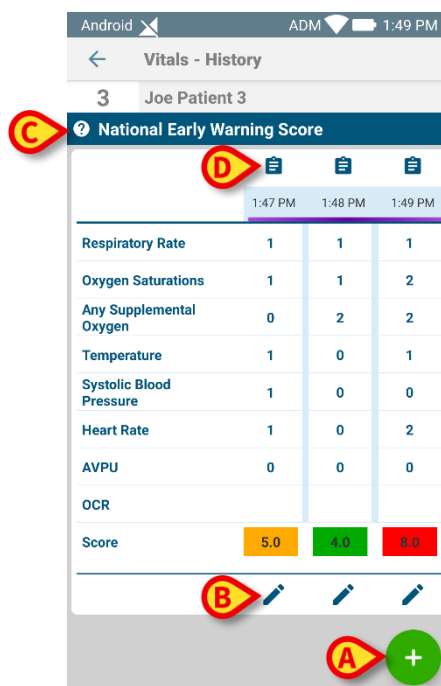 Android ADM 1:49 PM
Vitals - History
3 Joe Patient 3
C ? National Early Warning Score
D
1:47 PM 1:48 PM 1:49 PM
Respiratory Rate 1 1 1
Oxygen Saturations 1 1 2
Any Supplemental
Oxygen 0 2 2
Temperature 1 0 1
Systolic Blood
Pressure 1 0 0
Heart Rate 1 0 2
AVPU 0 0 0
OCR
Score 5.0 4.0 8.0
B
A +